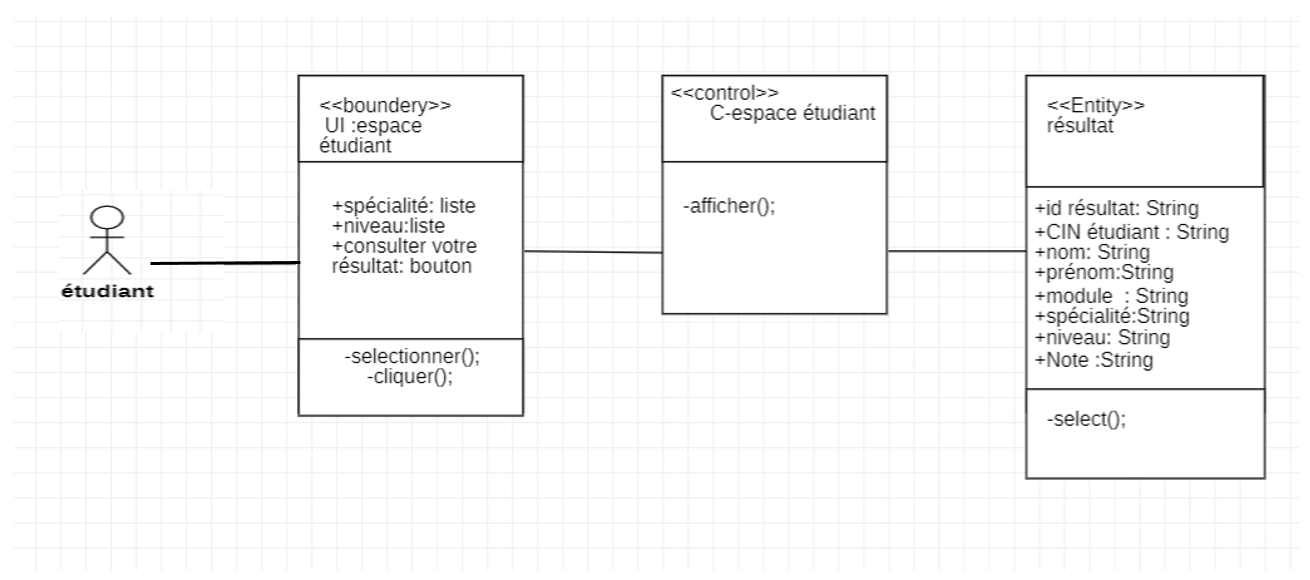 étudiant
<<boundery>>
UI :espace
étudiant
+spécialité: liste
+niveau:liste
+consulter votre
résultat: bouton
-selectionner();
-cliquer();
<<control>>
C-espace étudiant
-afficher();
<<Entity>>
résultat
+id résultat: String
+CIN étudiant : String
+nom: String
+prénom:String
+module  : String
+spécialité:String
+niveau: String
+Note :String
-select();